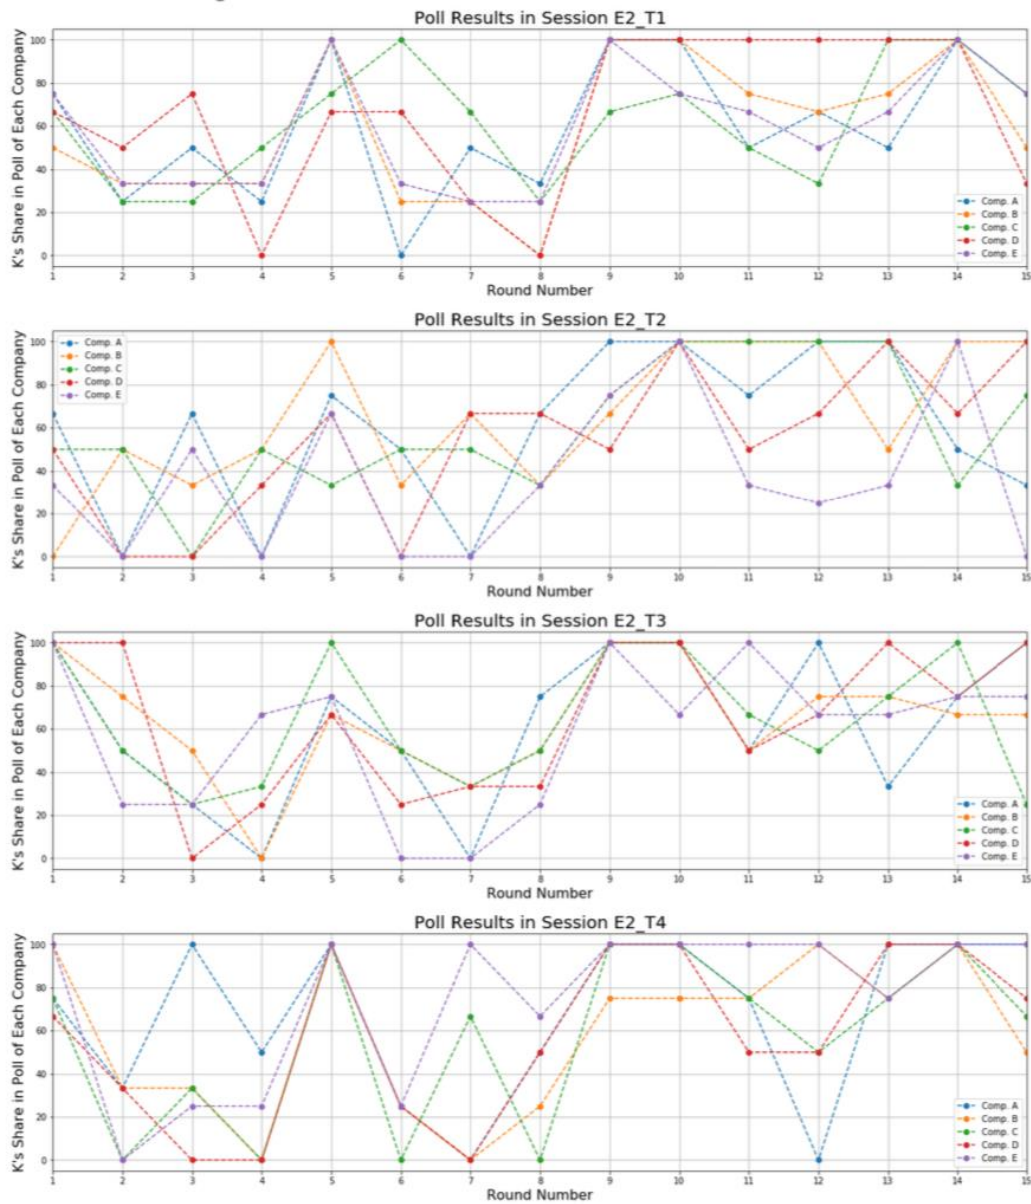 Poll Results in Session E2_T1
K's Share in Poll of Each Company
100
80
60
40
20
0
Comp. A
Comp. B
Comp. C
Comp. D
Comp. E
1 2 3 4 5 6 7 8 9 10 11 12 13 14 15
Round Number
Poll Results in Session E2_T2
K's Share in Poll of Each Company
100
80
60
40
20
0
Comp. A
Comp. B
Comp. C
Comp. D
Comp. E
1 2 3 4 5 6 7 8 9 10 11 12 13 14 15
Round Number
Poll Results in Session E2_T3
K's Share in Poll of Each Company
100
80
60
40
20
0
Comp. A
Comp. B
Comp. C
Comp. D
Comp. E
1 2 3 4 5 6 7 8 9 10 11 12 13 14 15
Round Number
Poll Results in Session E2_T4
K's Share in Poll of Each Company
100
80
60
40
20
0
Comp. A
Comp. B
Comp. C
Comp. D
Comp. E
1 2 3 4 5 6 7 8 9 10 11 12 13 14 15
Round Number